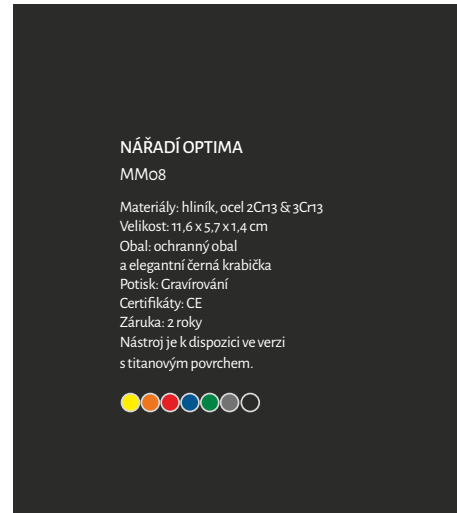 NÁŘADÍ OPTIMA
MM08
Materiály: hliník, ocel 2Cr13 & 3Cr13
Velikost: 11,6 x 5,7 x 1,4 cm
Obal: ochranný obal
a elegantní černá krabička
Potisk: Gravírování
Certifikáty: CE
Záruka: 2 roky
Nástroj je k dispozici ve verzi
s titanovým povrchem.